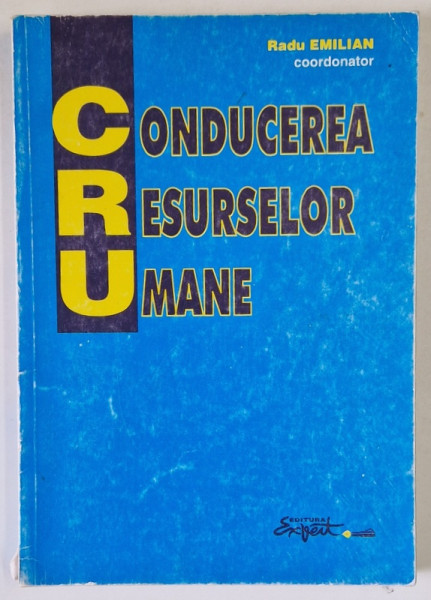 Radu EMILIAN
coordonator
CONDUCEREA
RESURSELOR
UMANE
EDITURA
Expert